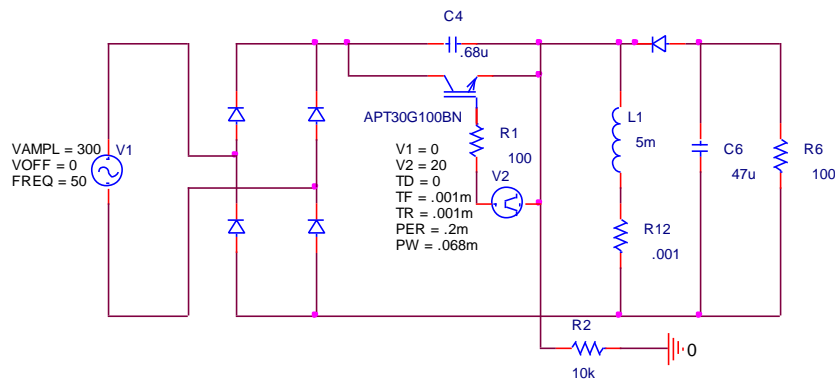 C4
.68u
APT30G100BN
R1
100
L1
5m
C6
47u
R6
100
VAMPL = 300
VOFF = 0
FREQ = 50
V1
V1 = 0
V2 = 20
TD = 0
TF = .001m
TR = .001m
PER = .2m
PW = .068m
V2
R12
.001
R2
10k
0